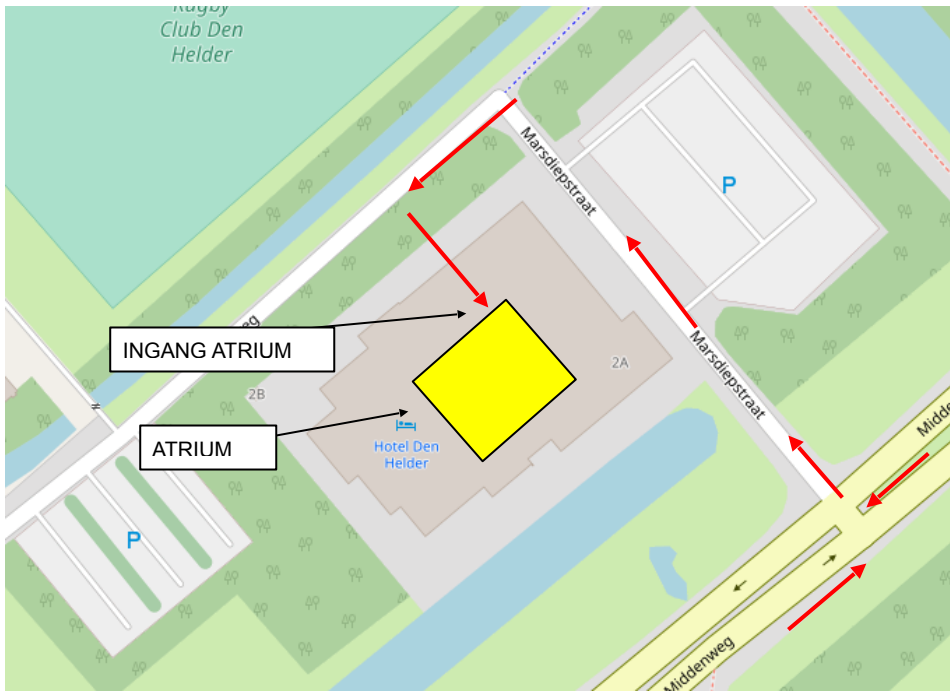 Rugby
Club Den
Helder
Marsdiepstraat
P
INGANG ATRIUM
2A
Marsdiepstraat
2B
ATRIUM
Hotel Den
Helder
P
Middenweg